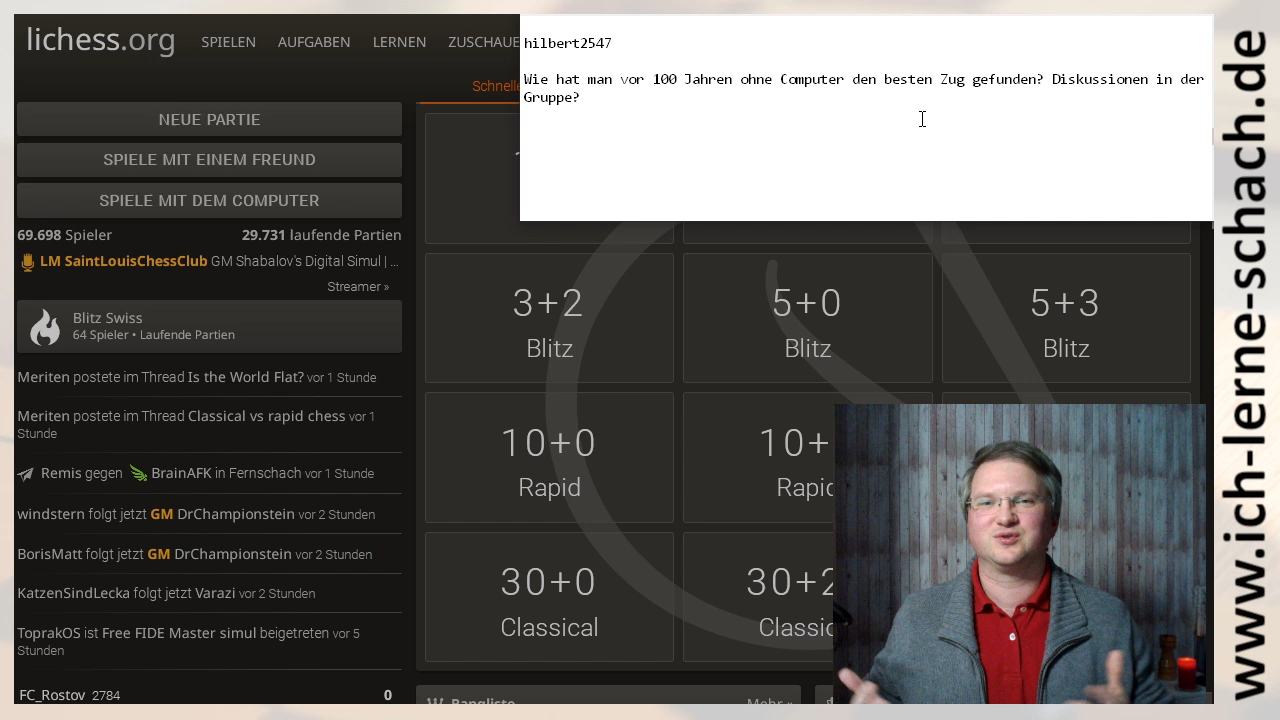 lichess.org
SPIELEN AUFGABEN LERNEN
hilbert2547
Wie hat man vor 100 Jahren ohne Computer den besten Zug gefunden? Diskussionen in der
Gruppe?
NEUE PARTIE
SPIELE MIT EINEM FREUND
SPIELE MIT DEM COMPUTER
69.698 Spieler 29.731 laufende Partien
LM SaintLouisChessClub GM Shabalov's Digital Simul | ...
Streamer »
Blitz Swiss
64 Spieler • Laufende Partien
Meriten postete im Thread Is the World Flat? vor 1 Stunde
Meriten postete im Thread Classical vs rapid chess vor 1
Stunde
Remis gegen BrainAFK in Fernschach vor 1 Stunde
windstern folgt jetzt GM DrChampionstein vor 2 Stunden
BorisMatt folgt jetzt GM DrChampionstein vor 2 Stunden
KatzenSindLecka folgt jetzt Varazi vor 2 Stunden
ToprakOS ist Free FIDE Master simul beigetreten vor 5
Stunden
FC_Rostov 2784 0
3+2
Blitz
5+0
Blitz
5+3
Blitz
10+0
Rapid
10+
Rapid
30+0
Classical
30+2
Classic
www.ich-lerne-schach.de